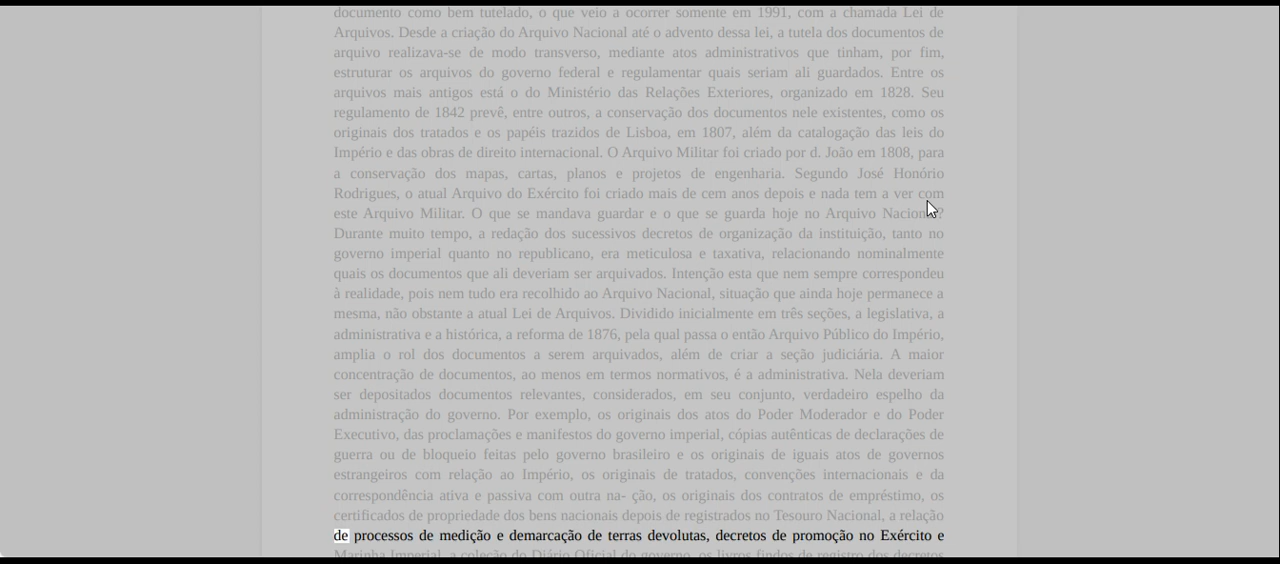 documento como bem tutelado, o que veio a ocorrer somente em 1991, com a chamada Lei de
Arquivos. Desde a criação do Arquivo Nacional até o advento dessa lei, a tutela dos documentos de
arquivo realizava-se de modo transverso, mediante atos administrativos que tinham, por fim,
estruturar os arquivos do governo federal e regulamentar quais seriam ali guardados. Entre os
arquivos mais antigos está o do Ministério das Relações Exteriores, organizado em 1828. Seu
regulamento de 1842 prevê, entre outros, a conservação dos documentos nele existentes, como os
originais dos tratados e os papéis trazidos de Lisboa, em 1807, além da catalogação das leis do
Império e das obras de direito internacional. O Arquivo Militar foi criado por d. João em 1808, para
a conservação dos mapas, cartas, planos e projetos de engenharia. Segundo José Honório
Rodrigues, o atual Arquivo do Exército foi criado mais de cem anos depois e nada tem a ver com
este Arquivo Militar. O que se mandava guardar e o que se guarda hoje no Arquivo Nacional?
Durante muito tempo, a redação dos sucessivos decretos de organização da instituição, tanto no
governo imperial quanto no republicano, era meticulosa e taxativa, relacionando nominalmente
quais os documentos que ali deveriam ser arquivados. Intenção esta que nem sempre correspondeu
à realidade, pois nem tudo era recolhido ao Arquivo Nacional, situação que ainda hoje permanece a
mesma, não obstante a atual Lei de Arquivos. Dividido inicialmente em três seções, a legislativa, a
administrativa e a histórica, a reforma de 1876, pela qual passa o então Arquivo Público do Império,
amplia o rol dos documentos a serem arquivados, além de criar a seção judiciária. A maior
concentração de documentos, ao menos em termos normativos, é a administrativa. Nela deveriam
ser depositados documentos relevantes, considerados, em seu conjunto, verdadeiro espelho da
administração do governo. Por exemplo, os originais dos atos do Poder Moderador e do Poder
Executivo, das proclamações e manifestos do governo imperial, cópias autênticas de declarações de
guerra ou de bloqueio feitas pelo governo brasileiro e os originais de iguais atos de governos
estrangeiros com relação ao Império, os originais de tratados, convenções internacionais e da
correspondência ativa e passiva com outra na- ção, os originais dos contratos de empréstimo, os
certificados de propriedade dos bens nacionais depois de registrados no Tesouro Nacional, a relação
de processos de medição e demarcação de terras devolutas, decretos de promoção no Exército e
Marinha Imperial, a coleção do Diário Oficial do governo, os livros findos de registro dos decretos